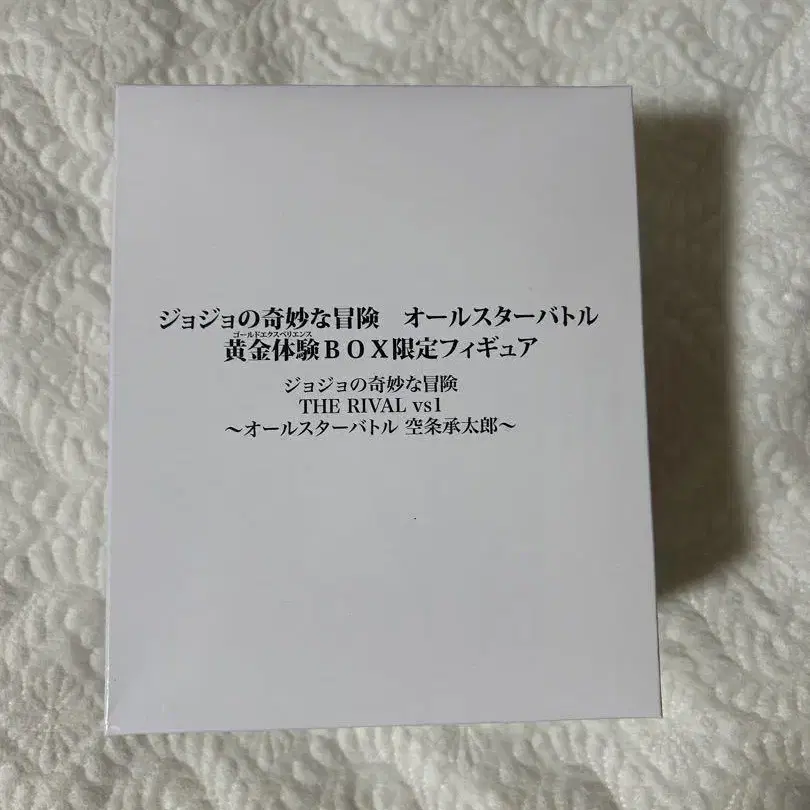 ジョジョの奇妙な冒険　オールスターバトル
ゴールドエクスペリエンス
黄金体験ＢＯＸ限定フィギュア
ジョジョの奇妙な冒険
THE RIVAL vs1
～オールスターバトル 空条承太郎～